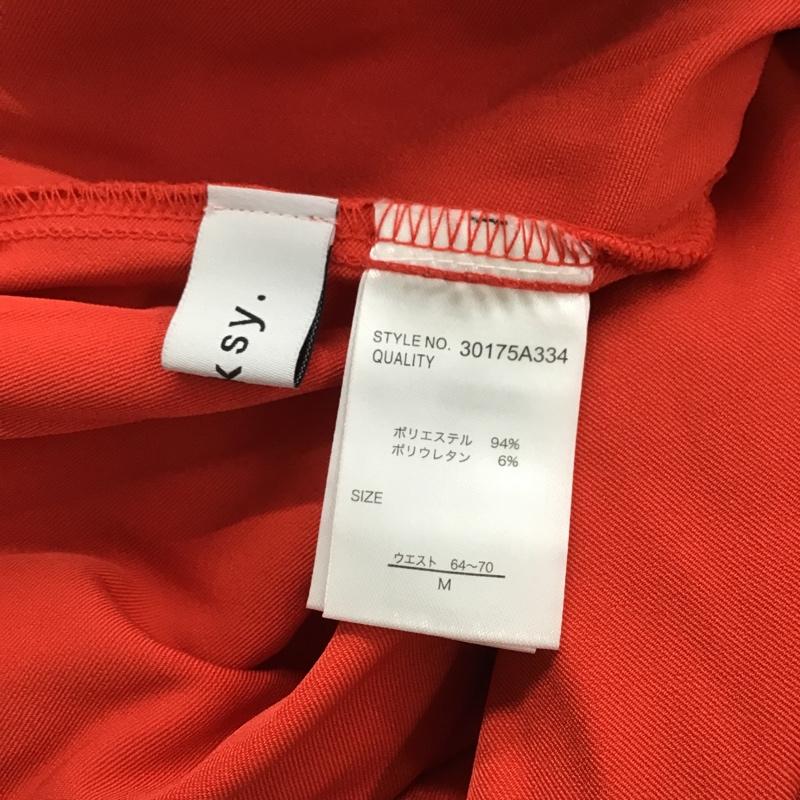 ksy.
STYLE NO. 30175A334
QUALITY
ポリエステル 94%
ポリウレタン 6%
SIZE
ウエスト 64～70
M